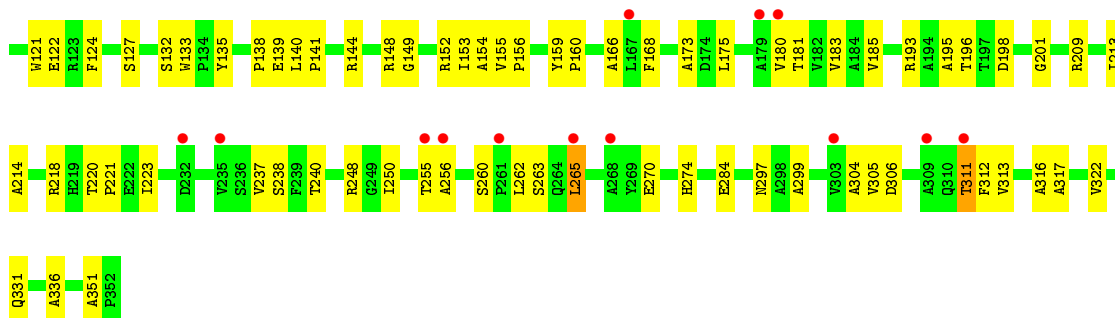 W121 E122 R123 F124 S127 S132 W133 P134 Y135 P138 E139 L140 P141 R144 R148 G149 R152 I153 A154 V155 P156 Y159 P160 A166 L167 F168 A173 D174 L175 A179 V180 T181 V182 V183 A184 V185 R193 A194 A195 T196 T197 D198 G201 R209 I213
A214 R218 H219 T220 P221 E222 I223 D232 V235 S236 V237 S238 F239 T240 R248 G249 I250 T255 A256 S260 P261 L262 S263 Q264 L265 A268 Y269 E270 H274 E284 N297 A298 A299 V303 A304 V305 D306 A309 Q310 T311 F312 V313 A316 A317 V322
Q331 A336 A351 P352